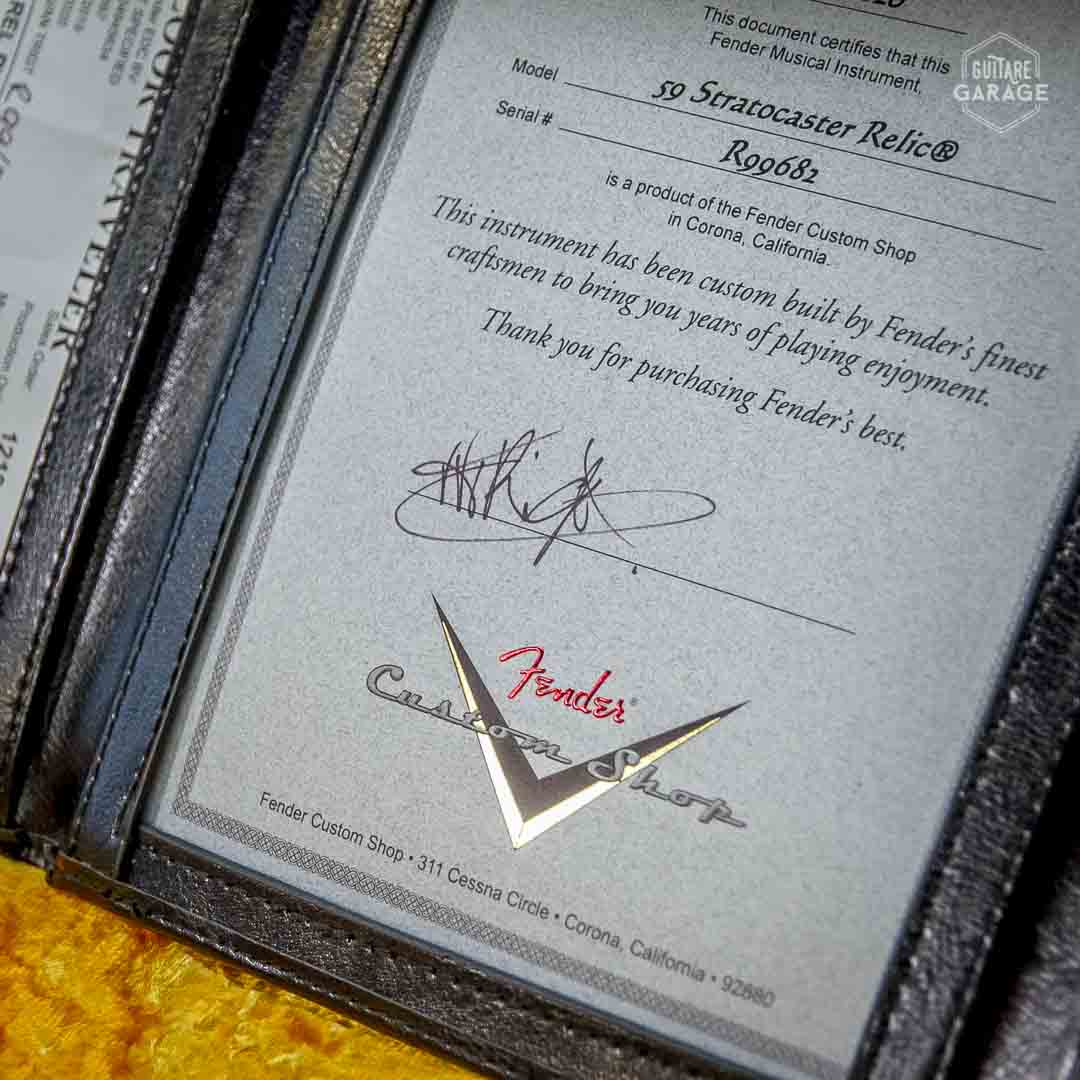 This document certifies that this
Fender Musical Instrument,
Model 59 Stratocaster Relic®
Serial # R99682
is a product of the Fender Custom Shop
in Corona, California.
This instrument has been custom built by Fender's finest
craftsmen to bring you years of playing enjoyment.
Thank you for purchasing Fender's best.
Fender®
Custom Shop
Fender Custom Shop • 311 Cessna Circle • Corona, California • 92880
GUITARE
GARAGE
TRAVELER
Sales Order